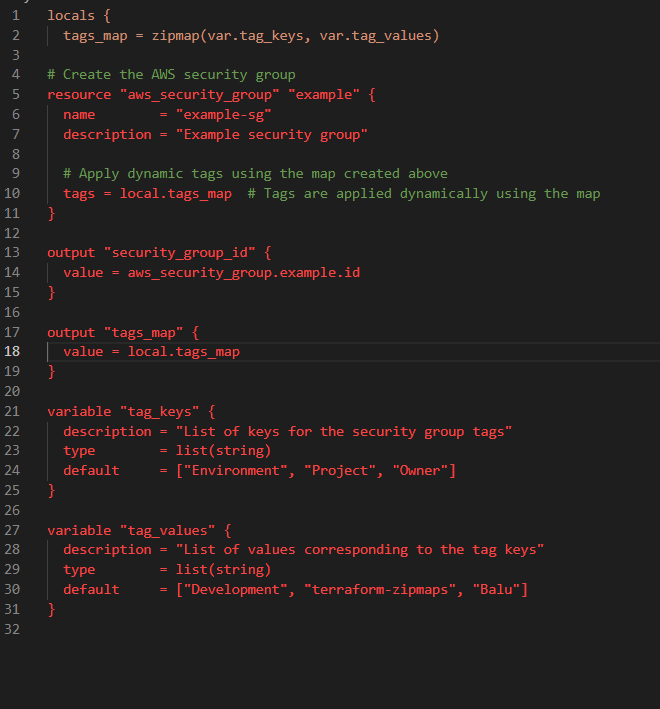 1 locals {
2   tags_map = zipmap(var.tag_keys, var.tag_values)
3
4 # Create the AWS security group
5 resource "aws_security_group" "example" {
6   name        = "example-sg"
7   description = "Example security group"
8
9   # Apply dynamic tags using the map created above
10   tags = local.tags_map  # Tags are applied dynamically using the map
11 }
12
13 output "security_group_id" {
14   value = aws_security_group.example.id
15 }
16
17 output "tags_map" {
18   value = local.tags_map
19 }
20
21 variable "tag_keys" {
22   description = "List of keys for the security group tags"
23   type        = list(string)
24   default     = ["Environment", "Project", "Owner"]
25 }
26
27 variable "tag_values" {
28   description = "List of values corresponding to the tag keys"
29   type        = list(string)
30   default     = ["Development", "terraform-zipmaps", "Balu"]
31 }
32